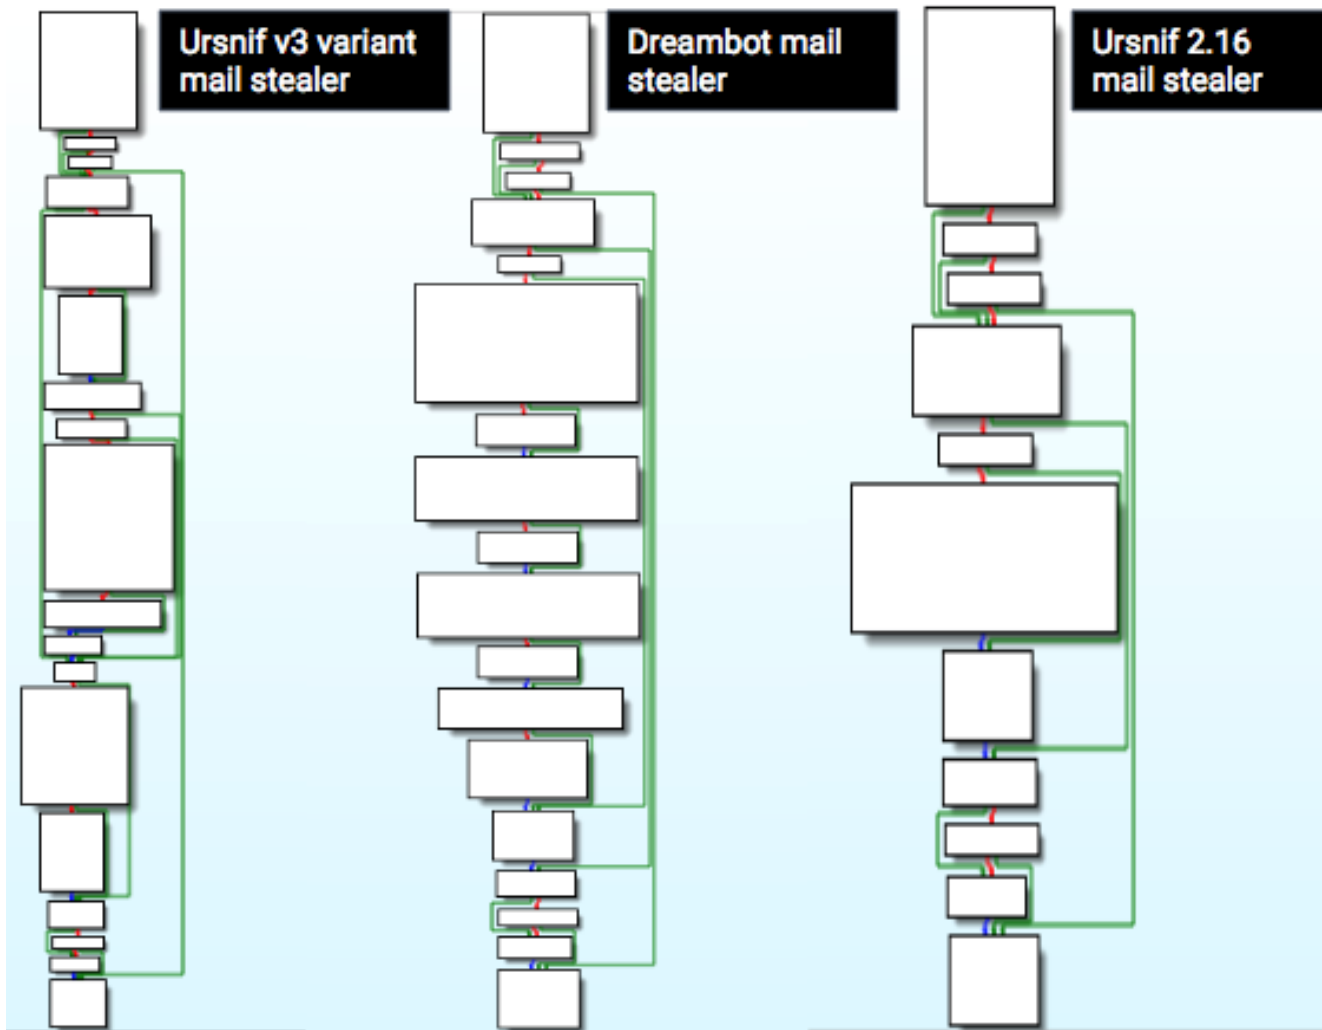 Ursnif v3 variant
mail stealer
Dreambot mail
stealer
Ursnif 2.16
mail stealer